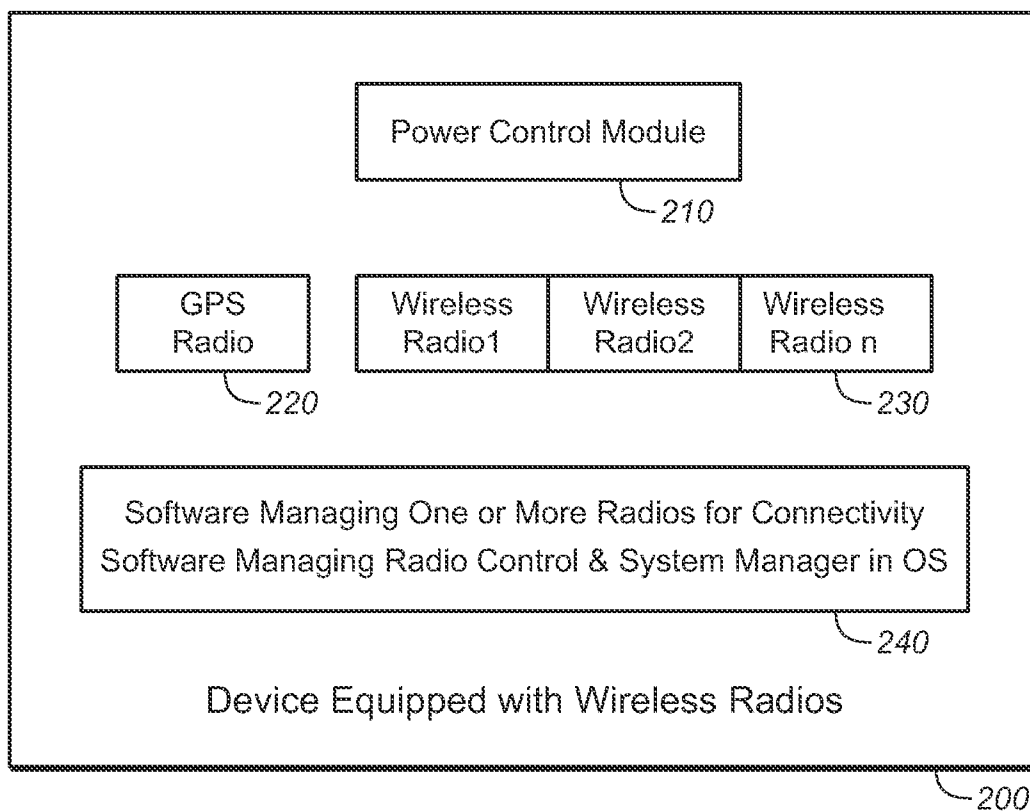 Power Control Module
210
GPS
Radio
Wireless
Radio1
Wireless
Radio2
Wireless
Radio n
220
230
Software Managing One or More Radios for Connectivity
Software Managing Radio Control & System Manager in OS
240
Device Equipped with Wireless Radios
200